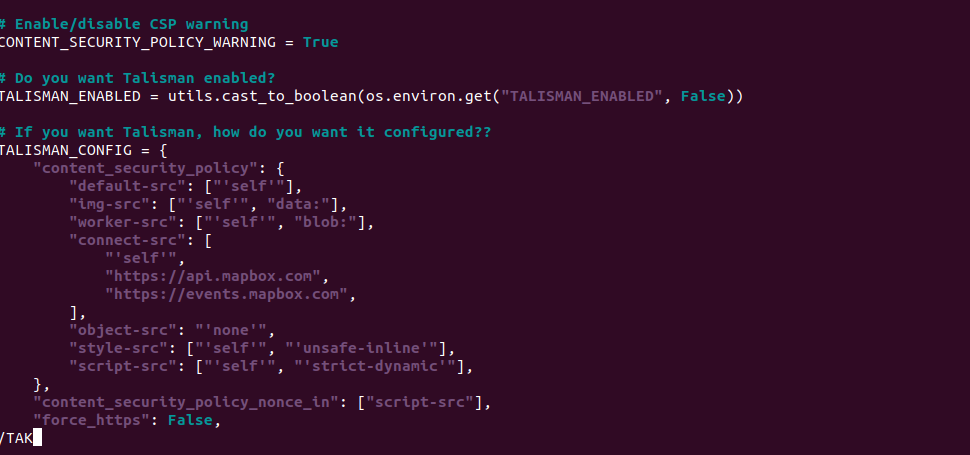 # Enable/disable CSP warning
CONTENT_SECURITY_POLICY_WARNING = True
# Do you want Talisman enabled?
TALISMAN_ENABLED = utils.cast_to_boolean(os.environ.get("TALISMAN_ENABLED", False))
# If you want Talisman, how do you want it configured??
TALISMAN_CONFIG = {
    "content_security_policy": {
        "default-src": ["'self'"],
        "img-src": ["'self'", "data:"],
        "worker-src": ["'self'", "blob:"],
        "connect-src": [
            "'self'",
            "https://api.mapbox.com",
            "https://events.mapbox.com",
        ],
        "object-src": "'none'",
        "style-src": ["'self'", "'unsafe-inline'"],
        "script-src": ["'self'", "'strict-dynamic'"],
    },
    "content_security_policy_nonce_in": ["script-src"],
    "force_https": False,
/TAK